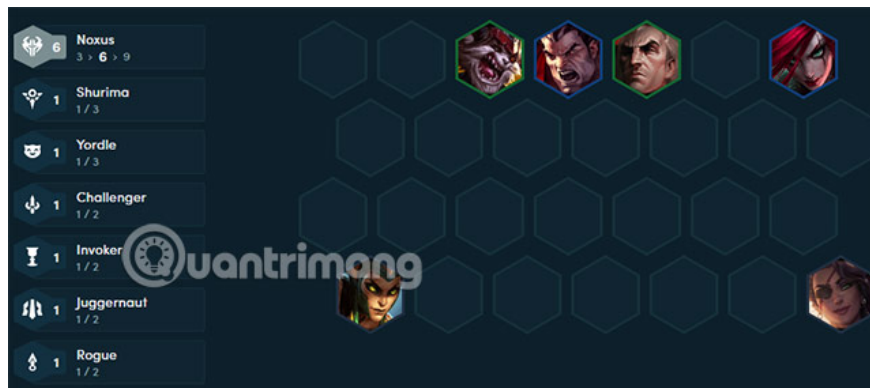 6 Noxus
3 > 6 > 9
1 Shurima
1 / 3
1 Yordle
1 / 3
1 Challenger
1 / 2
1 Invoker
1 / 2
Quantrimang
1 Juggernaut
1 / 2
1 Rogue
1 / 2